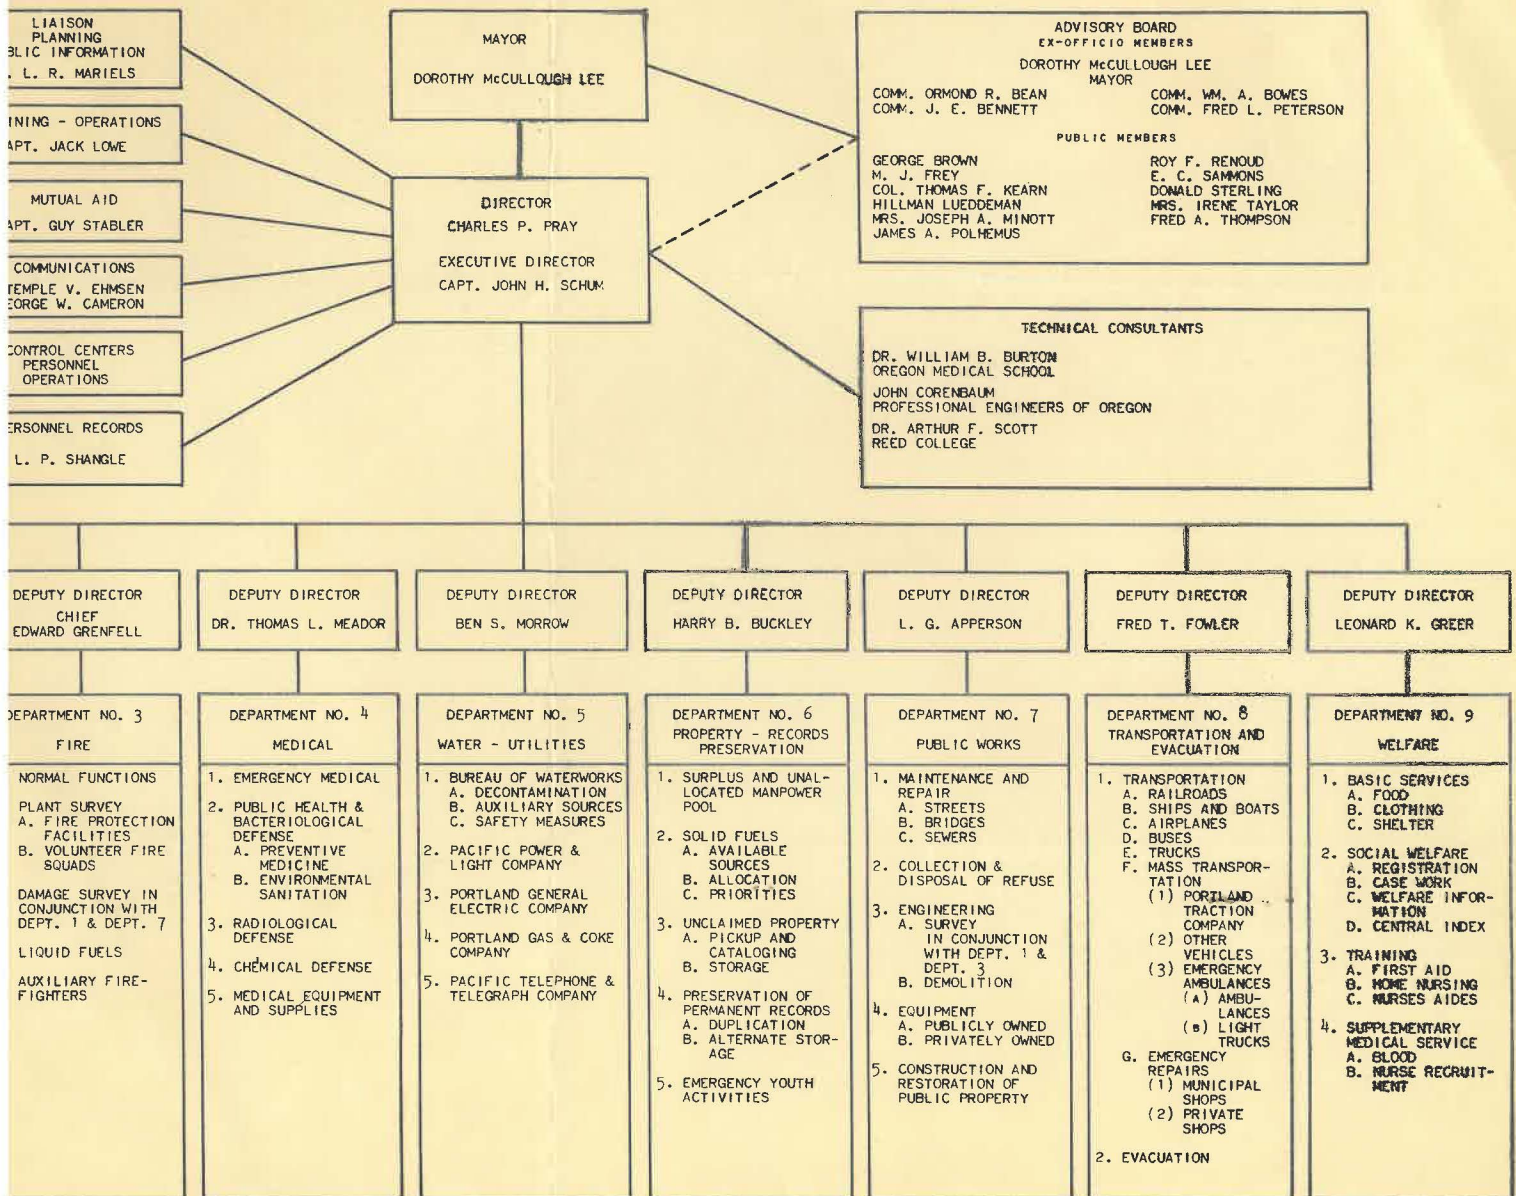 LIAISON
PLANNING
BLIC INFORMATION
. L. R. MARIELS
INING - OPERATIONS
APT. JACK LOWE
MUTUAL AID
APT. GUY STABLER
COMMUNICATIONS
TEMPLE V. EHMSEN
EORGE W. CAMERON
CONTROL CENTERS
PERSONNEL
OPERATIONS
ERSONNEL RECORDS
L. P. SHANGLE
MAYOR
DOROTHY McCULLOUGH LEE
DIRECTOR
CHARLES P. PRAY
EXECUTIVE DIRECTOR
CAPT. JOHN H. SCHUM
ADVISORY BOARD
EX-OFFICIO MEMBERS
DOROTHY McCULLOUGH LEE
MAYOR
COMM. ORMOND R. BEAN
COMM. J. E. BENNETT
COMM. WM. A. BOWES
COMM. FRED L. PETERSON
PUBLIC MEMBERS
GEORGE BROWN
M. J. FREY
COL. THOMAS F. KEARN
HILLMAN LUEDDEMAN
MRS. JOSEPH A. MINOTT
JAMES A. POLHEMUS
ROY F. RENOUD
E. C. SAMMONS
DONALD STERLING
MRS. IRENE TAYLOR
FRED A. THOMPSON
TECHNICAL CONSULTANTS
DR. WILLIAM B. BURTON
OREGON MEDICAL SCHOOL
JOHN CORENBAUM
PROFESSIONAL ENGINEERS OF OREGON
DR. ARTHUR F. SCOTT
REED COLLEGE
DEPUTY DIRECTOR
CHIEF
EDWARD GRENFELL
DEPARTMENT NO. 3
FIRE
NORMAL FUNCTIONS
PLANT SURVEY
A. FIRE PROTECTION
FACILITIES
B. VOLUNTEER FIRE
SQUADS
DAMAGE SURVEY IN
CONJUNCTION WITH
DEPT. 1 & DEPT. 7
LIQUID FUELS
AUXILIARY FIRE-
FIGHTERS
DEPUTY DIRECTOR
DR. THOMAS L. MEADOR
DEPARTMENT NO. 4
MEDICAL
1. EMERGENCY MEDICAL
2. PUBLIC HEALTH &
BACTERIOLOGICAL
DEFENSE
A. PREVENTIVE
MEDICINE
B. ENVIRONMENTAL
SANITATION
3. RADIOLOGICAL
DEFENSE
4. CHEMICAL DEFENSE
5. MEDICAL EQUIPMENT
AND SUPPLIES
DEPUTY DIRECTOR
BEN S. MORROW
DEPARTMENT NO. 5
WATER - UTILITIES
1. BUREAU OF WATERWORKS
A. DECONTAMINATION
B. AUXILIARY SOURCES
C. SAFETY MEASURES
2. PACIFIC POWER &
LIGHT COMPANY
3. PORTLAND GENERAL
ELECTRIC COMPANY
4. PORTLAND GAS & COKE
COMPANY
5. PACIFIC TELEPHONE &
TELEGRAPH COMPANY
DEPUTY DIRECTOR
HARRY B. BUCKLEY
DEPARTMENT NO. 6
PROPERTY - RECORDS
PRESERVATION
1. SURPLUS AND UNAL-
LOCATED MANPOWER
POOL
2. SOLID FUELS
A. AVAILABLE
SOURCES
B. ALLOCATION
C. PRIORITIES
3. UNCLAIMED PROPERTY
A. PICKUP AND
CATALOGING
B. STORAGE
4. PRESERVATION OF
PERMANENT RECORDS
A. DUPLICATION
B. ALTERNATE STOR-
AGE
5. EMERGENCY YOUTH
ACTIVITIES
DEPUTY DIRECTOR
L. G. APPERSON
DEPARTMENT NO. 7
PUBLIC WORKS
1. MAINTENANCE AND
REPAIR
A. STREETS
B. BRIDGES
C. SEWERS
2. COLLECTION &
DISPOSAL OF REFUSE
3. ENGINEERING
A. SURVEY
IN CONJUNCTION
WITH DEPT. 1 &
DEPT. 3
B. DEMOLITION
4. EQUIPMENT
A. PUBLICLY OWNED
B. PRIVATELY OWNED
5. CONSTRUCTION AND
RESTORATION OF
PUBLIC PROPERTY
DEPUTY DIRECTOR
FRED T. FOWLER
DEPARTMENT NO. 8
TRANSPORTATION AND
EVACUATION
1. TRANSPORTATION
A. RAILROADS
B. SHIPS AND BOATS
C. AIRPLANES
D. BUSES
E. TRUCKS
F. MASS TRANSPOR-
TATION
(1) PORTLAND
TRACTION
COMPANY
(2) OTHER
VEHICLES
(3) EMERGENCY
AMBULANCES
(A) AMBU-
LANCES
(B) LIGHT
TRUCKS
G. EMERGENCY
REPAIRS
(1) MUNICIPAL
SHOPS
(2) PRIVATE
SHOPS
2. EVACUATION
DEPUTY DIRECTOR
LEONARD K. GREER
DEPARTMENT NO. 9
WELFARE
1. BASIC SERVICES
A. FOOD
B. CLOTHING
C. SHELTER
2. SOCIAL WELFARE
A. REGISTRATION
B. CASE WORK
C. WELFARE INFOR-
MATION
D. CENTRAL INDEX
3. TRAINING
A. FIRST AID
B. HOME NURSING
C. NURSES AIDES
4. SUPPLEMENTARY
MEDICAL SERVICE
A. BLOOD
B. NURSE RECRUIT-
MENT